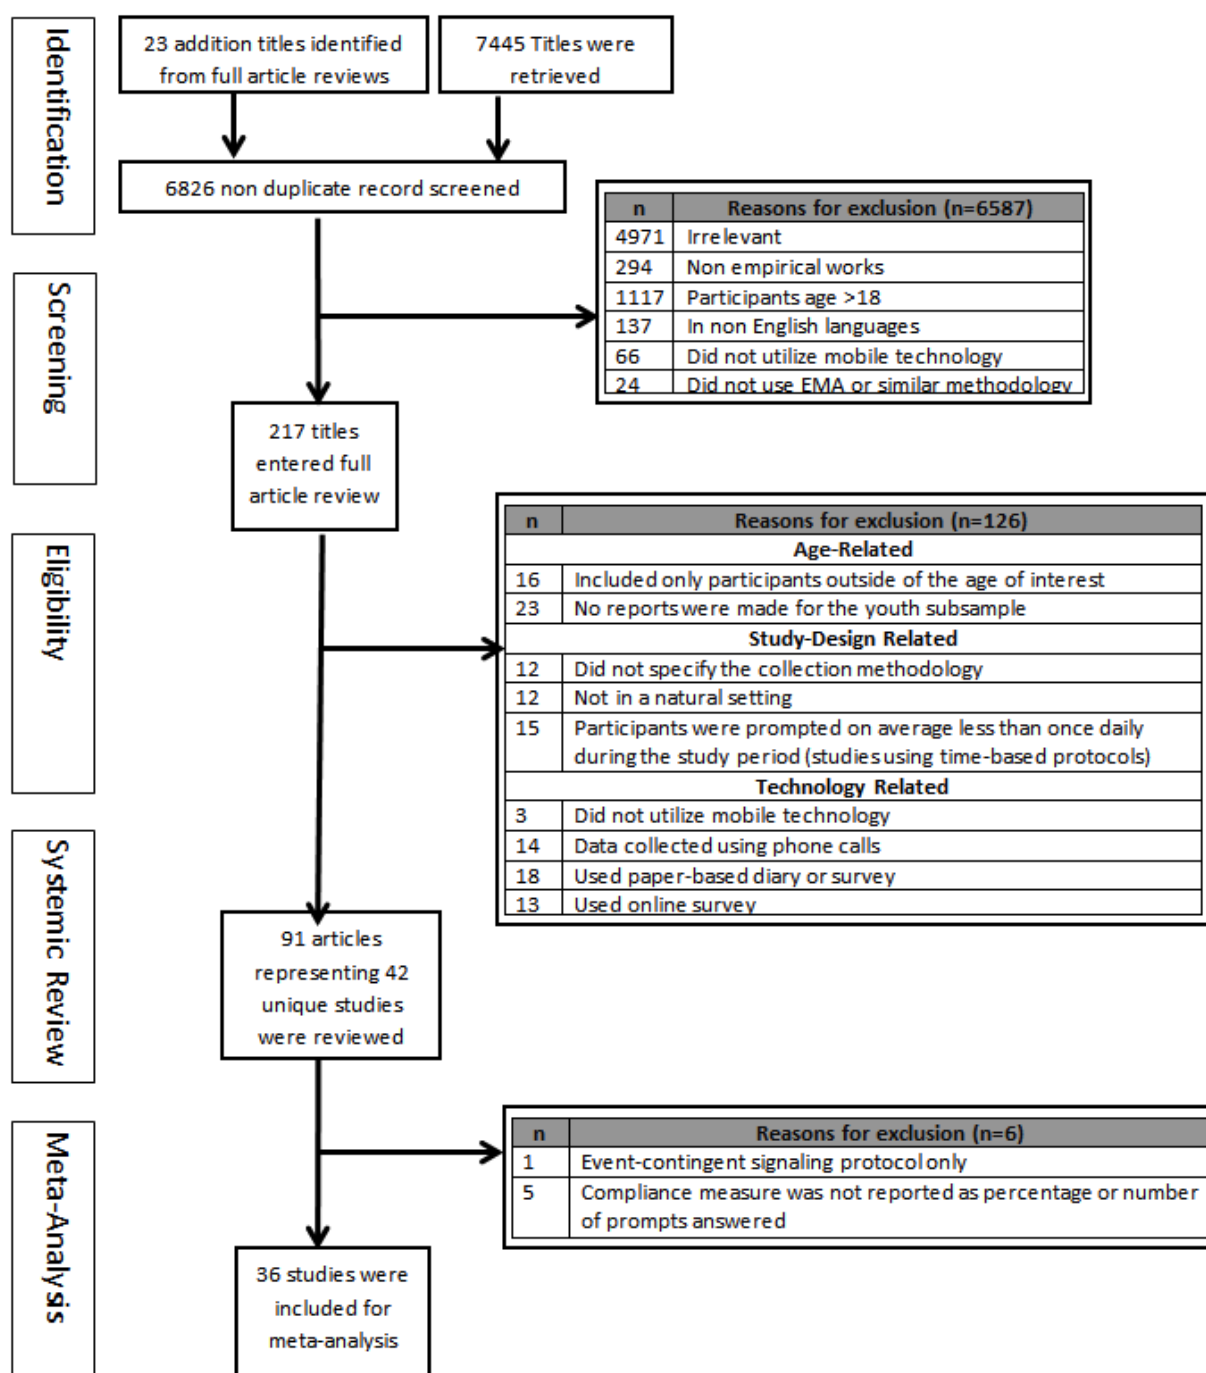 Identification
23 addition titles identified
from full article reviews
7445 Titles were
retrieved
6826 non duplicate record screened
n Reasons for exclusion (n=6587)
4971 Irrelevant
294 Non empirical works
1117 Participants age >18
137 In non English languages
66 Did not utilize mobile technology
24 Did not use EMA or similar methodology
Screening
217 titles
entered full
article review
Eligibility
n Reasons for exclusion (n=126)
Age-Related
16 Included only participants outside of the age of interest
23 No reports were made for the youth subsample
Study-Design Related
12 Did not specify the collection methodology
12 Not in a natural setting
15 Participants were prompted on average less than once daily
during the study period (studies using time-based protocols)
Technology Related
3 Did not utilize mobile technology
14 Data collected using phone calls
18 Used paper-based diary or survey
13 Used online survey
Systemic Review
91 articles
representing 42
unique studies
were reviewed
Meta-Analysis
n Reasons for exclusion (n=6)
1 Event-contingent signaling protocol only
5 Compliance measure was not reported as percentage or number
of prompts answered
36 studies were
included for
meta-analysis